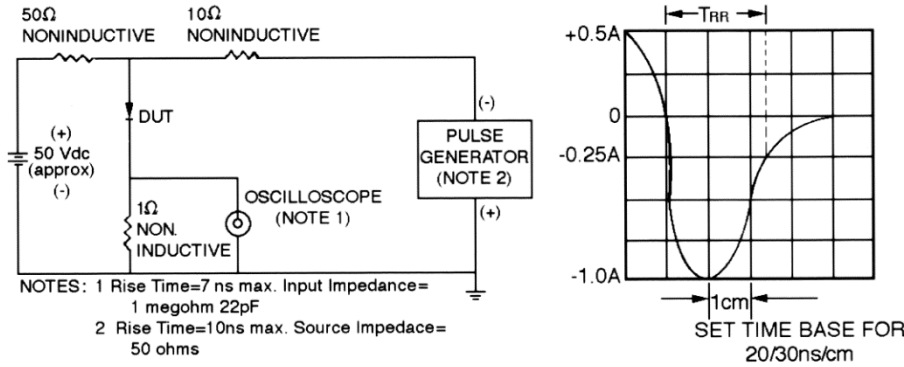 50Ω
NONINDUCTIVE
10Ω
NONINDUCTIVE
DUT
(+)
50 Vdc
(approx)
(-)
1Ω
NON.
INDUCTIVE
OSCILLOSCOPE
(NOTE 1)
(-)
PULSE
GENERATOR
(NOTE 2)
(+)
NOTES: 1 Rise Time=7 ns max. Input Impedance=
1 megohm 22pF
2 Rise Time=10ns max. Source Impedace=
50 ohms
TRR
+0.5A
0
-0.25A
-1.0A
1cm
SET TIME BASE FOR
20/30ns/cm